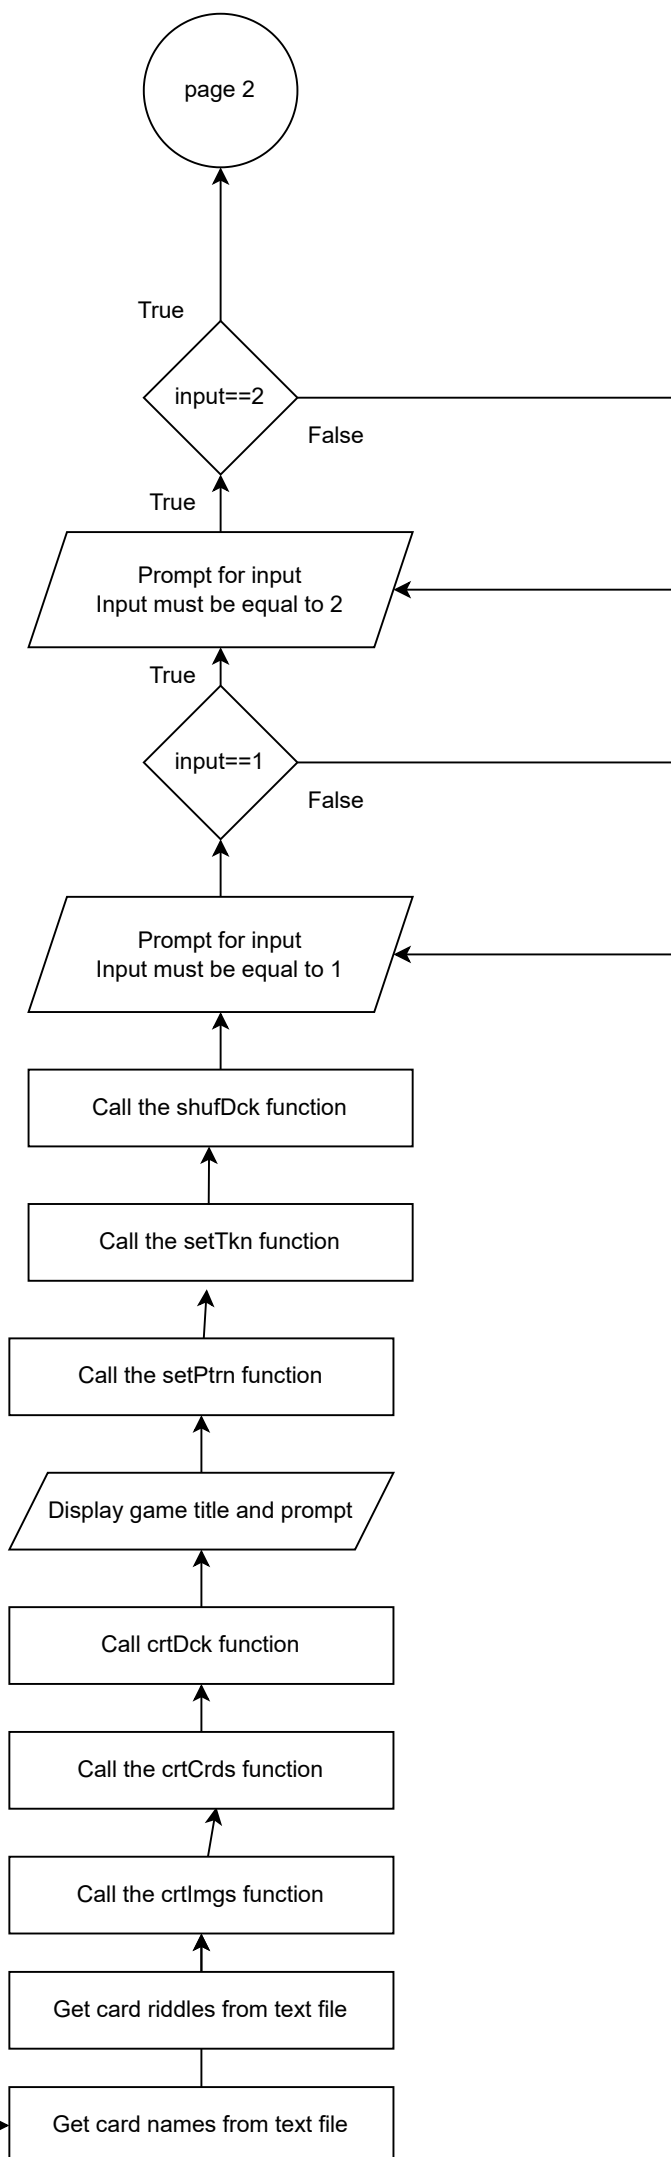 page 2
True
input==2
False
True
Prompt for input
Input must be equal to 2
True
input==1
False
Prompt for input
Input must be equal to 1
Call the shufDck function
Call the setTkn function
Call the setPtrn function
Display game title and prompt
Call crtDck function
Call the crtCrds function
Call the crtImgs function
Get card riddles from text file
Get card names from text file